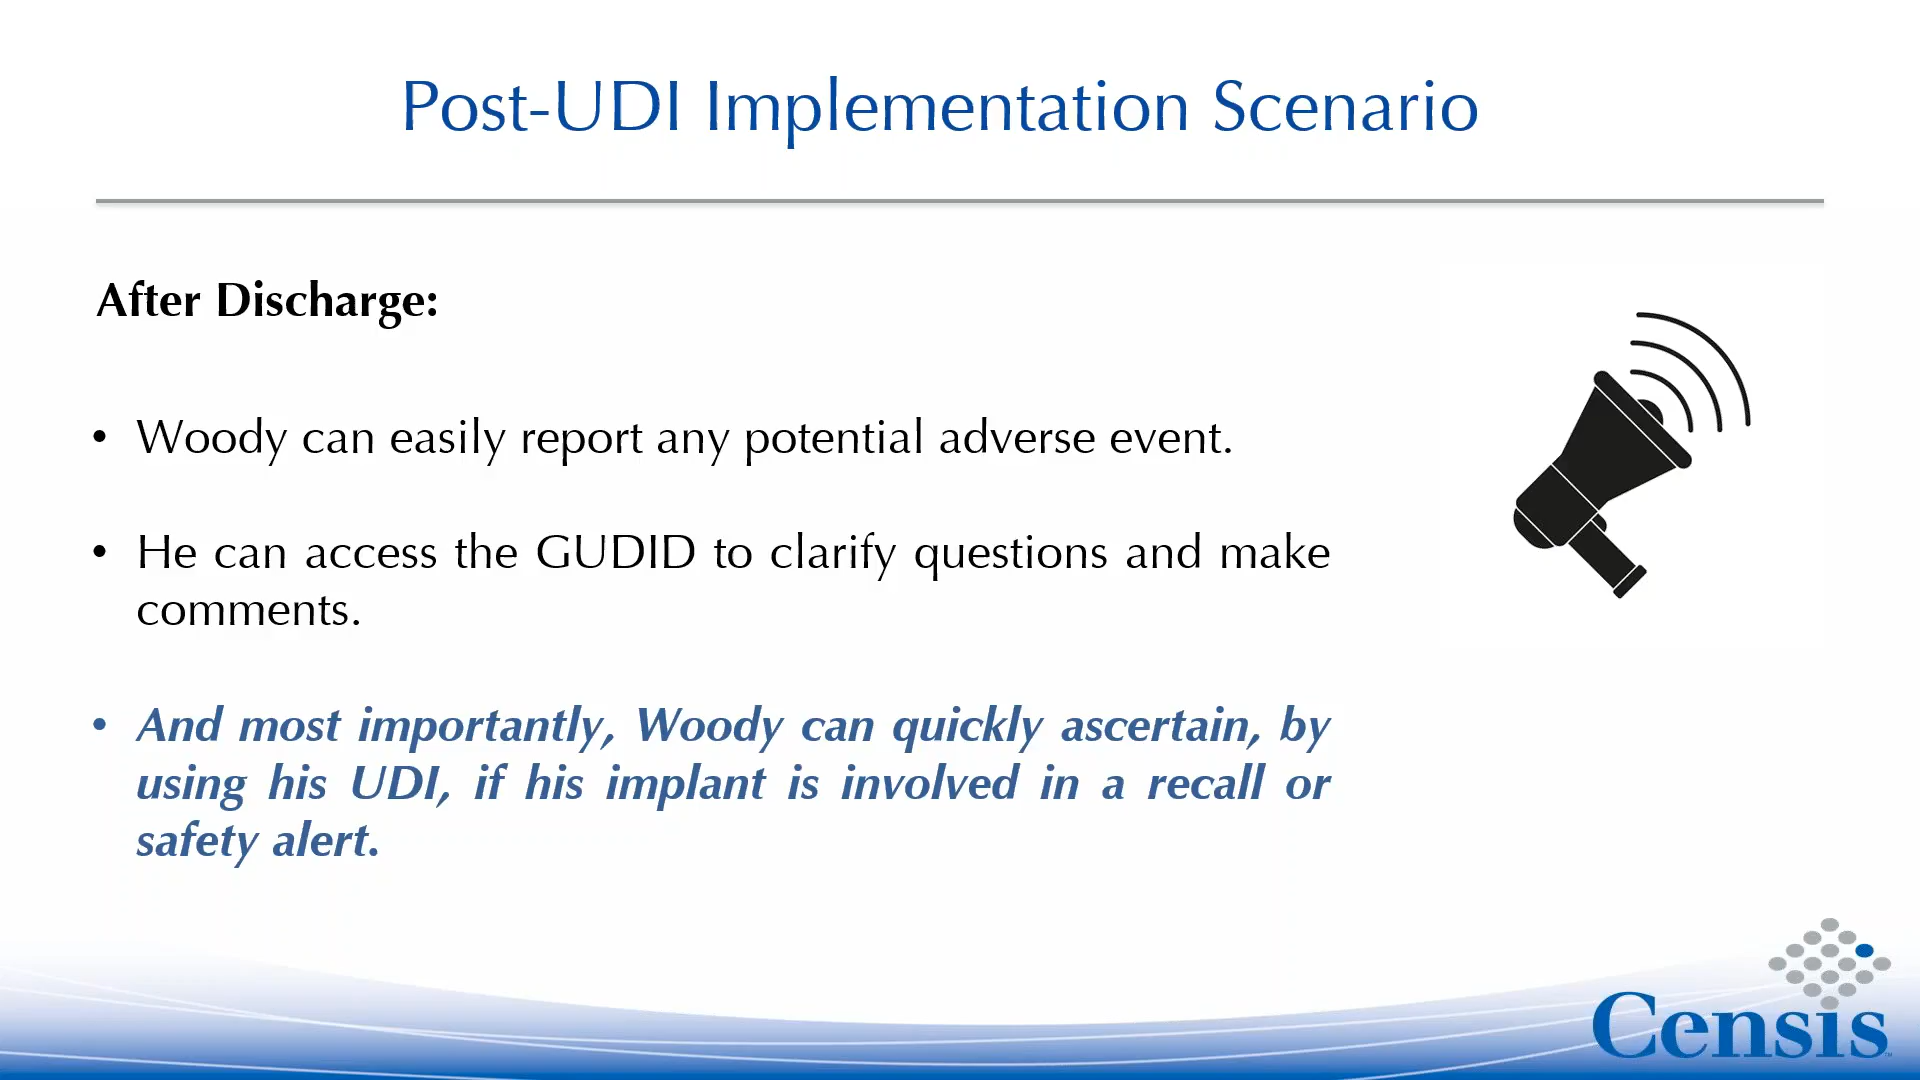 Post-UDI Implementation Scenario
After Discharge:
• Woody can easily report any potential adverse event.
• He can access the GUDID to clarify questions and make
comments.
• And most importantly, Woody can quickly ascertain, by
using his UDI, if his implant is involved in a recall or
safety alert.
Censis™